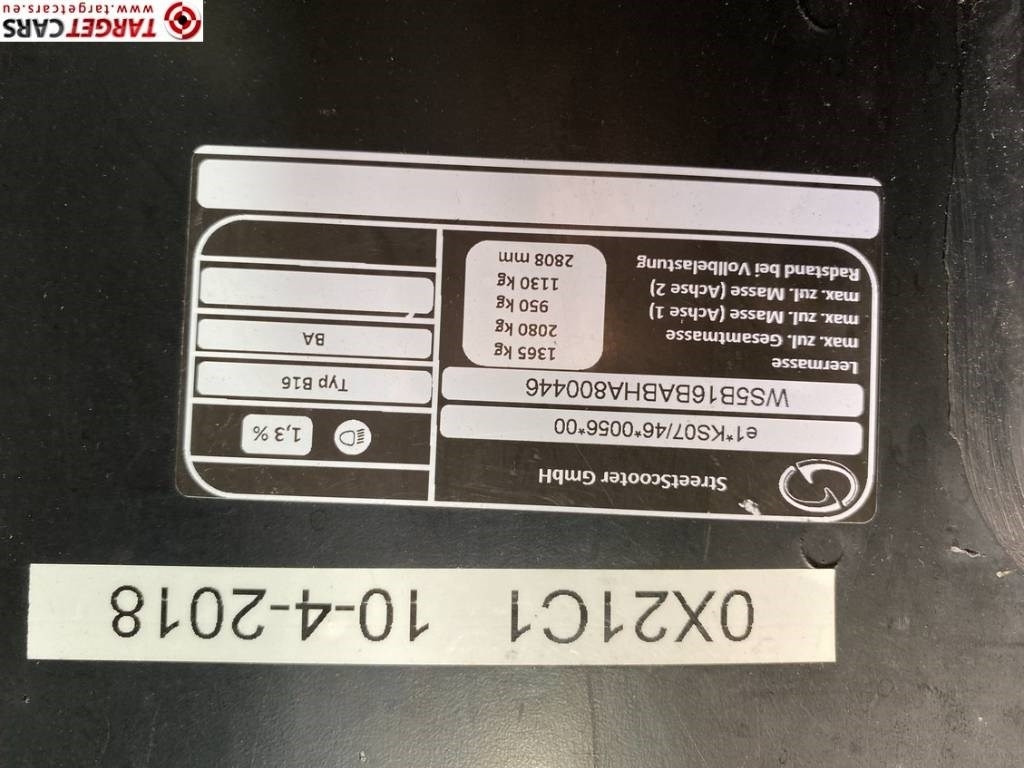 0X21C1 10-4-2018
StreetScooter GmbH
e1*KS07/46*0056*00
WS5B16BABHA800446
Leermasse 1365 kg
max. zul. Gesamtmasse 2080 kg
max. zul. Masse (Achse 1) 950 kg
max. zul. Masse (Achse 2) 1130 kg
Radstand bei Vollbelastung 2808 mm
1,3 %
Typ B16
BA
TARGETCARS
www.targetcars.eu